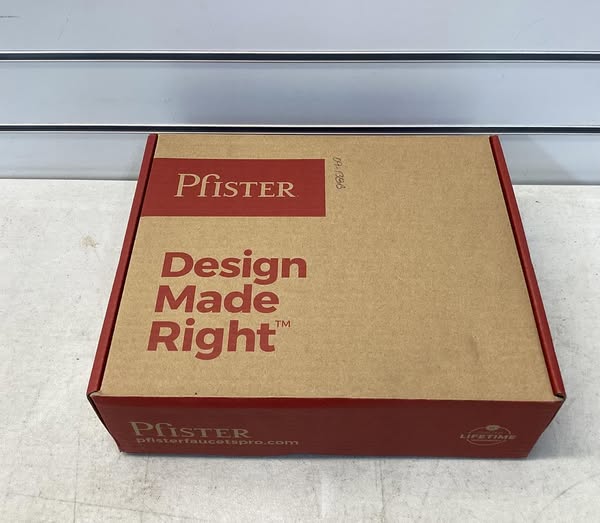 PFISTER
Design
Made
Right™
PFISTER
pfisterfaucetspro.com
LIFETIME